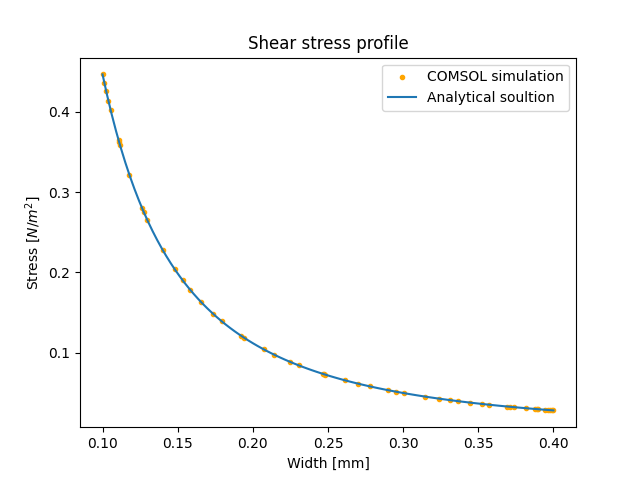 Shear stress profile
COMSOL simulation
Analytical soultion
Stress [N/m²]
0.4
0.3
0.2
0.1
0.10 0.15 0.20 0.25 0.30 0.35 0.40
Width [mm]